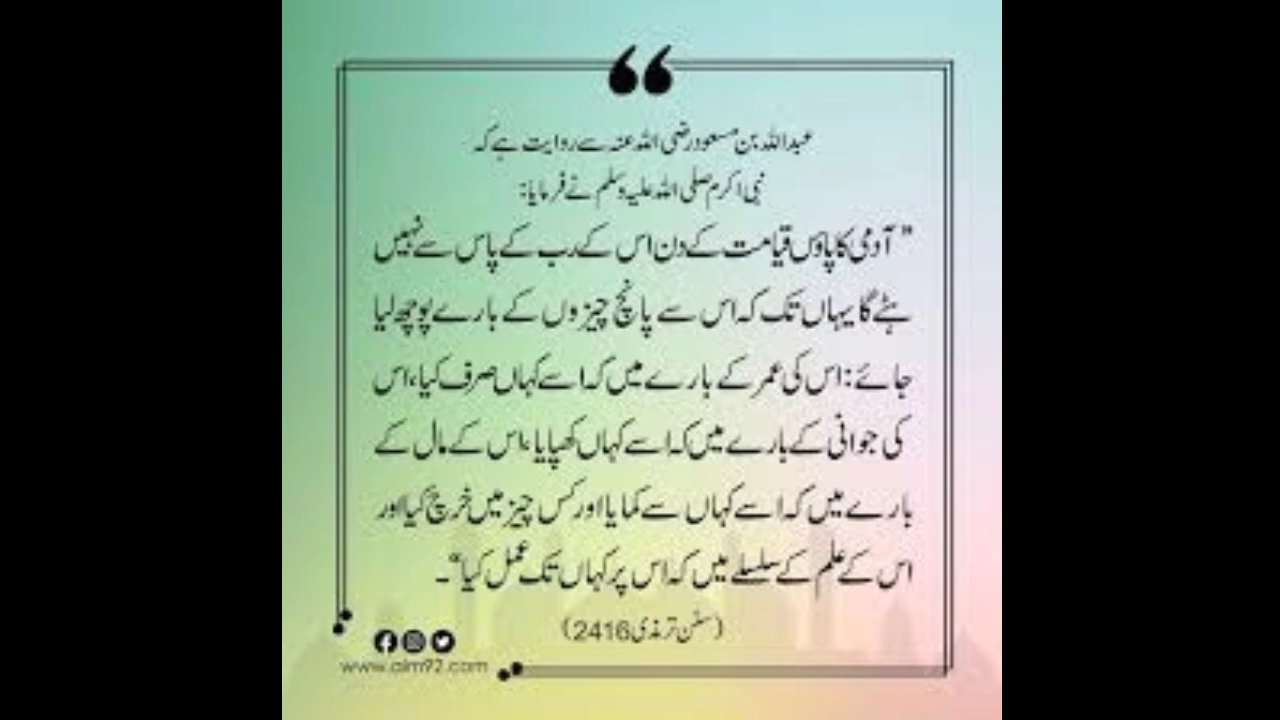 عبداللہ بن مسعود رضی اللہ عنہ سے روایت ہے کہ
نبی اکرم صلی اللہ علیہ وسلم نے فرمایا:
" آدمی کا پاؤں قیامت کے دن اس کے رب کے پاس سے نہیں
ہٹے گا یہاں تک کہ اس سے پانچ چیزوں کے بارے پوچھ لیا
جائے: اس کی عمر کے بارے میں کہ اسے کہاں صرف کیا، اس
کی جوانی کے بارے میں کہ اسے کہاں کھپایا، اس کے مال کے
بارے میں کہ اسے کہاں سے کمایا اور کس چیز میں خرچ کیا اور
اس کے علم کے سلسلے میں کہ اس پر کہاں تک عمل کیا“۔
(سنن ترمذی 2416)
www.aim92.com